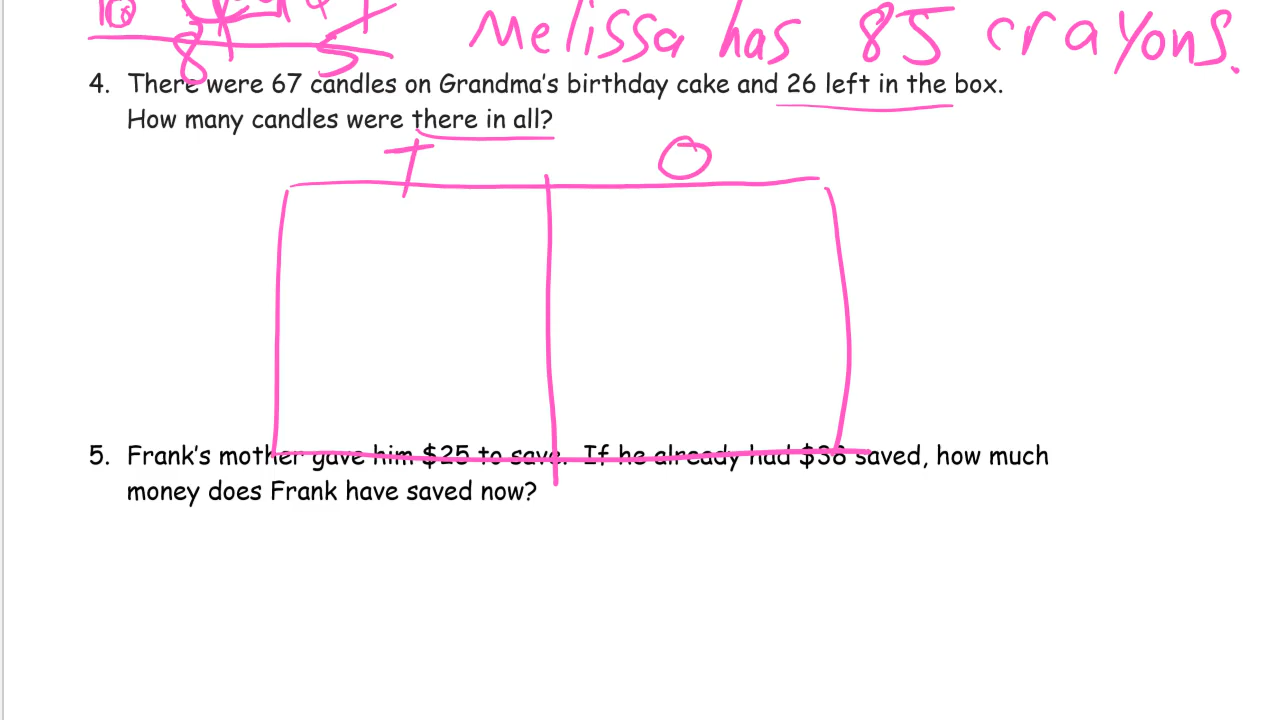 Melissa has 85 crayons.
4. There were 67 candles on Grandma's birthday cake and 26 left in the box.
How many candles were there in all?
T O
5. Frank's mother gave him $25 to save. If he already had $38 saved, how much
money does Frank have saved now?